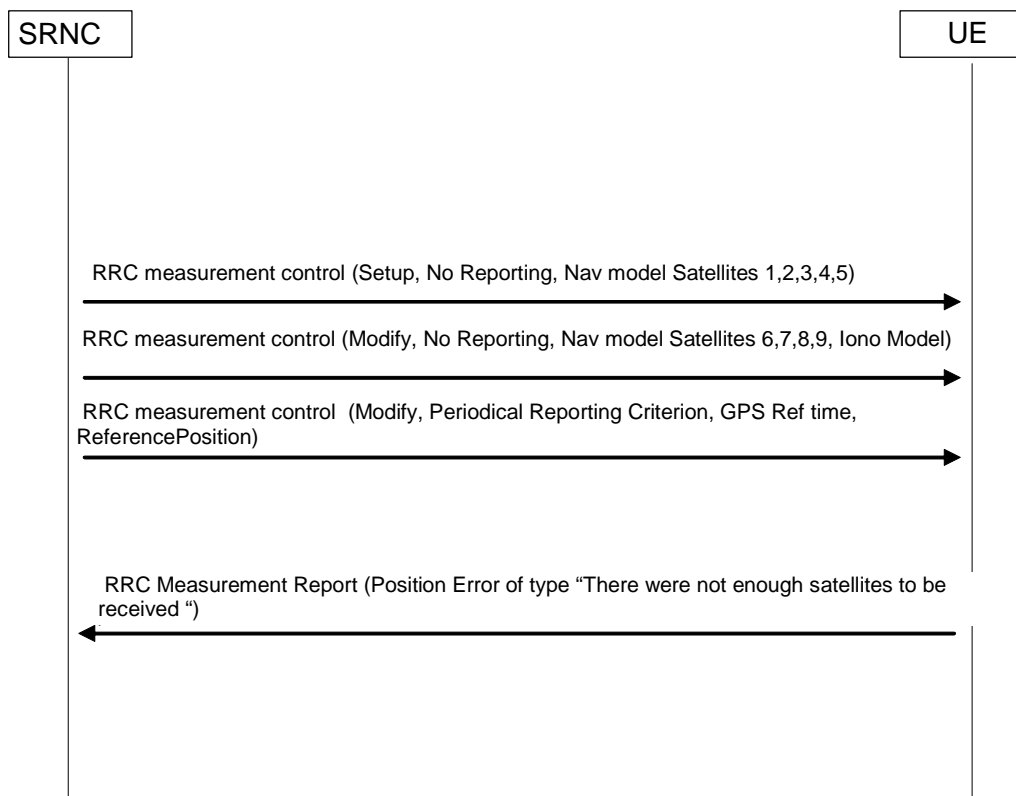 SRNC
UE
RRC measurement control (Setup, No Reporting, Nav model Satellites 1,2,3,4,5)
RRC measurement control (Modify, No Reporting, Nav model Satellites 6,7,8,9, Iono Model)
RRC measurement control (Modify, Periodical Reporting Criterion, GPS Ref time,
ReferencePosition)
RRC Measurement Report (Position Error of type “There were not enough satellites to be
received “)